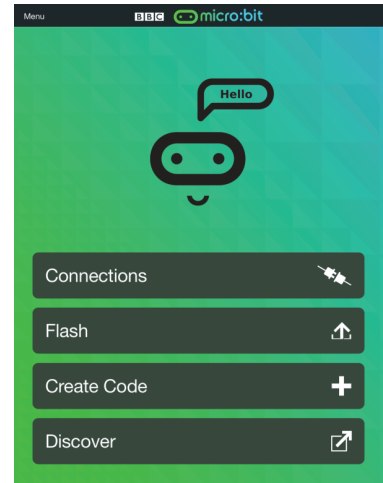 Menu
BBC micro:bit
Hello
Connections
Flash
Create Code
Discover